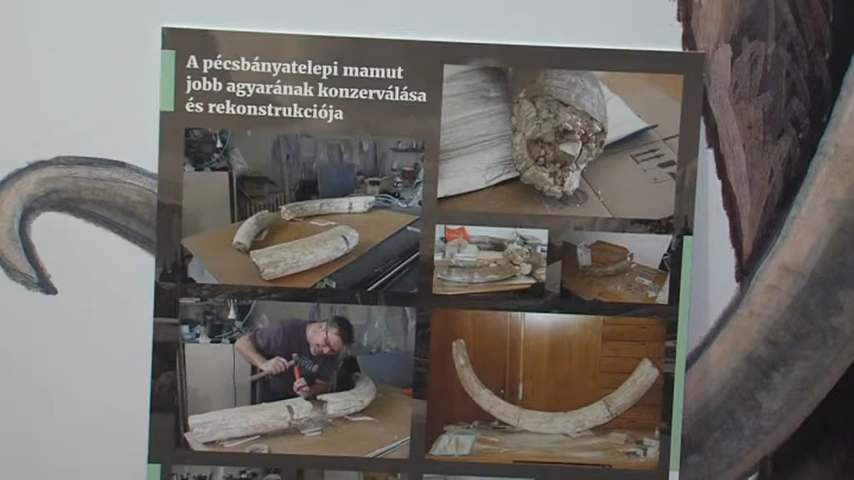 A pécsbányatelepi mamut
jobb agyarának konzerválása
és rekonstrukciója